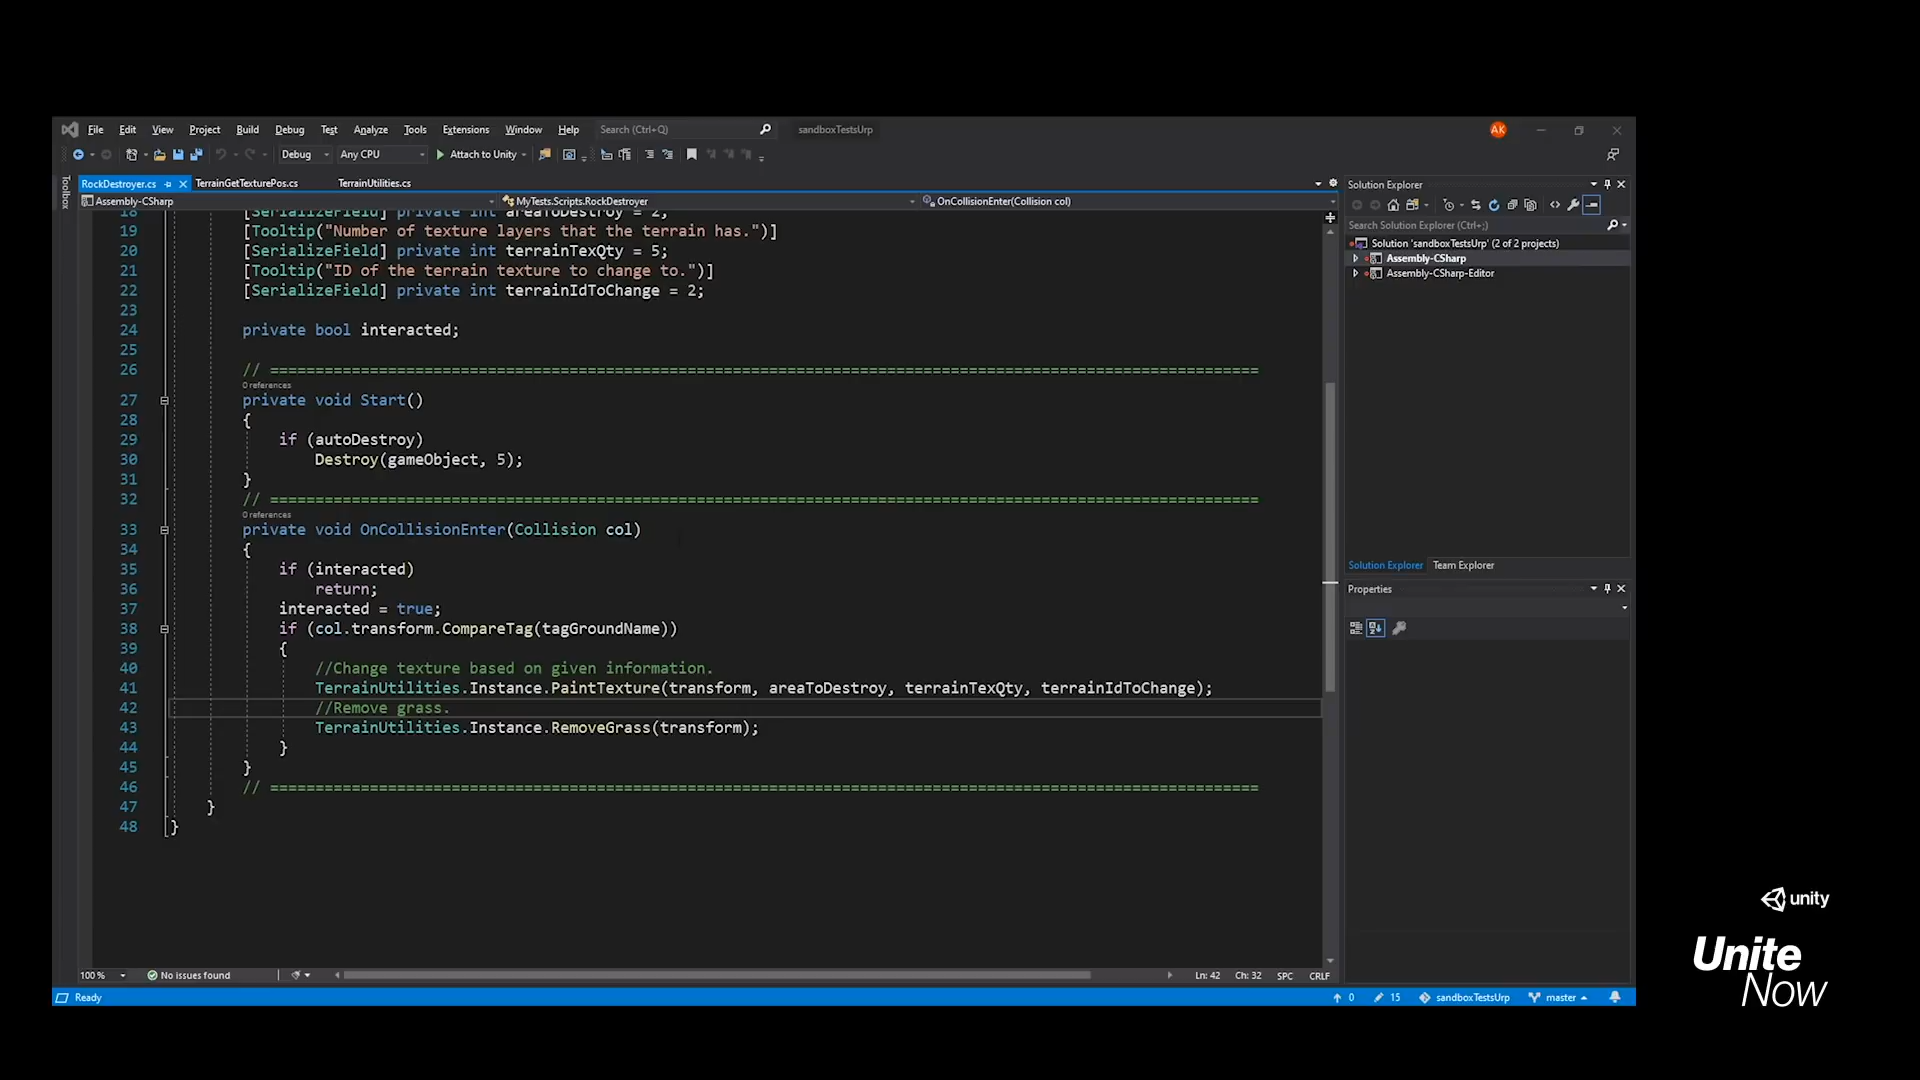 File Edit View Project Build Debug Test Analyze Tools Extensions Window Help Search (Ctrl+Q) sandboxTestsUrp AK
Debug Any CPU Attach to Unity
Toolbox
RockDestroyer.cs TerrainGetTexturePos.cs TerrainUtilities.cs
Assembly-CSharp MyTests.Scripts.RockDestroyer OnCollisionEnter(Collision col)
18 [SerializeField] private int areaToDestroy = 2;
19 [Tooltip("Number of texture layers that the terrain has.")]
20 [SerializeField] private int terrainTexQty = 5;
21 [Tooltip("ID of the terrain texture to change to.")]
22 [SerializeField] private int terrainIdToChange = 2;
23
24 private bool interacted;
25
26 // =============================================================================================================
0 references
27 private void Start()
28 {
29 if (autoDestroy)
30 Destroy(gameObject, 5);
31 }
32 // =============================================================================================================
0 references
33 private void OnCollisionEnter(Collision col)
34 {
35 if (interacted)
36 return;
37 interacted = true;
38 if (col.transform.CompareTag(tagGroundName))
39 {
40 //Change texture based on given information.
41 TerrainUtilities.Instance.PaintTexture(transform, areaToDestroy, terrainTexQty, terrainIdToChange);
42 //Remove grass.
43 TerrainUtilities.Instance.RemoveGrass(transform);
44 }
45 }
46 // =============================================================================================================
47 }
48 }
100 % No issues found Ln: 42 Ch: 32 SPC CRLF
Ready 0 15 sandboxTestsUrp master
Solution Explorer
Search Solution Explorer (Ctrl+;)
Solution 'sandboxTestsUrp' (2 of 2 projects)
Assembly-CSharp
Assembly-CSharp-Editor
Solution Explorer Team Explorer
Properties
unity
Unite
Now